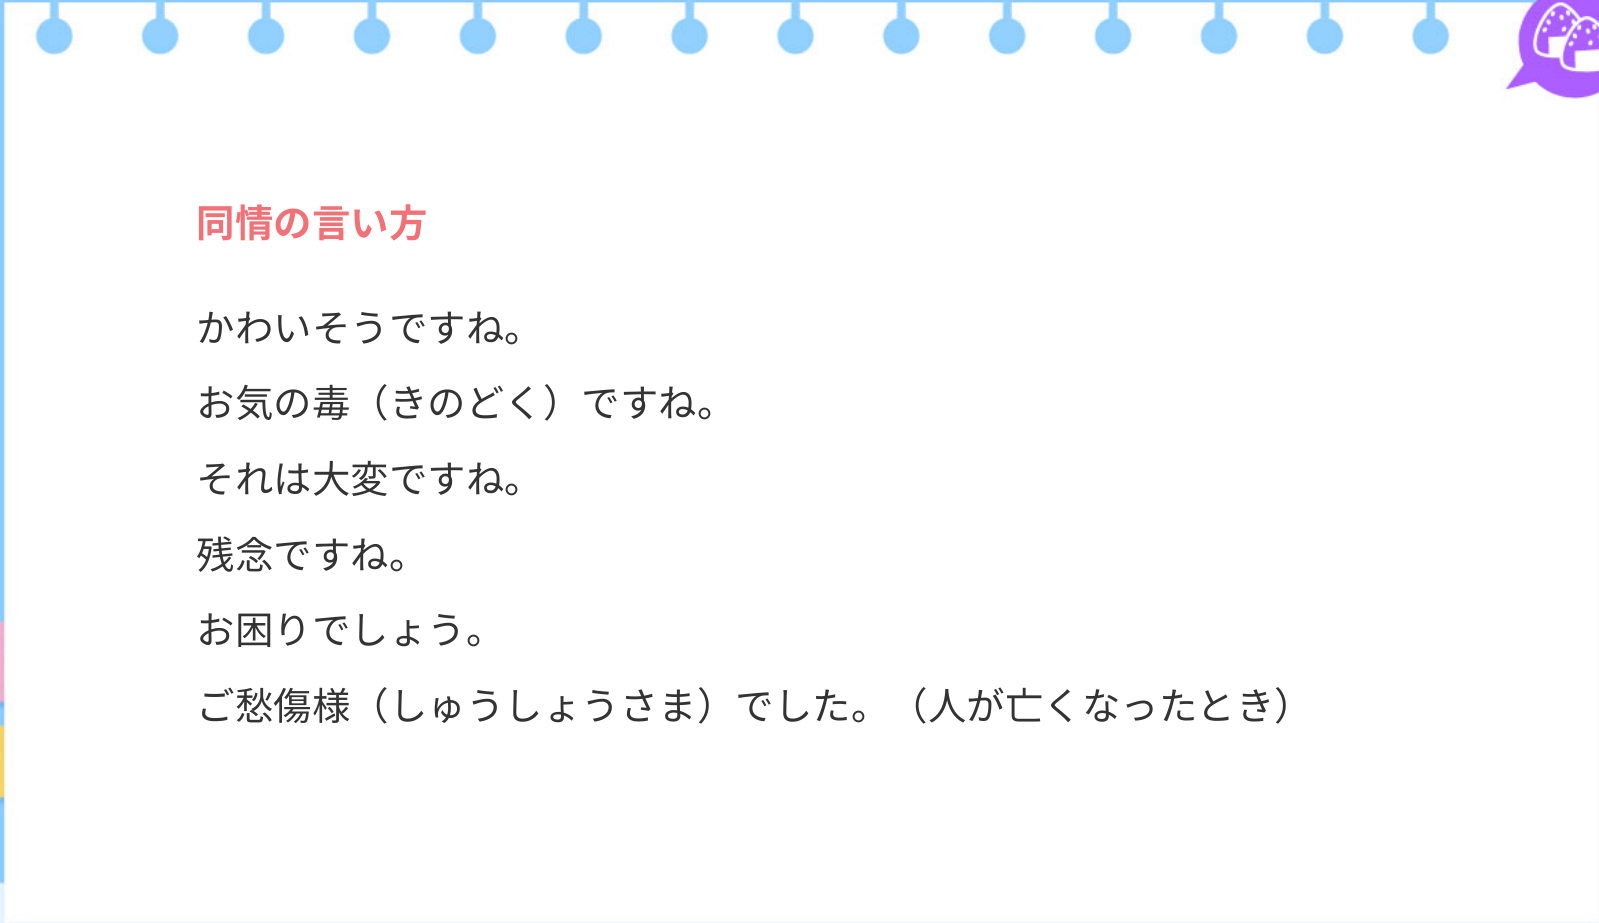 同情の言い方
かわいそうですね。
お気の毒（きのどく）ですね。
それは大変ですね。
残念ですね。
お困りでしょう。
ご愁傷様（しゅうしょうさま）でした。（人が亡くなったとき）